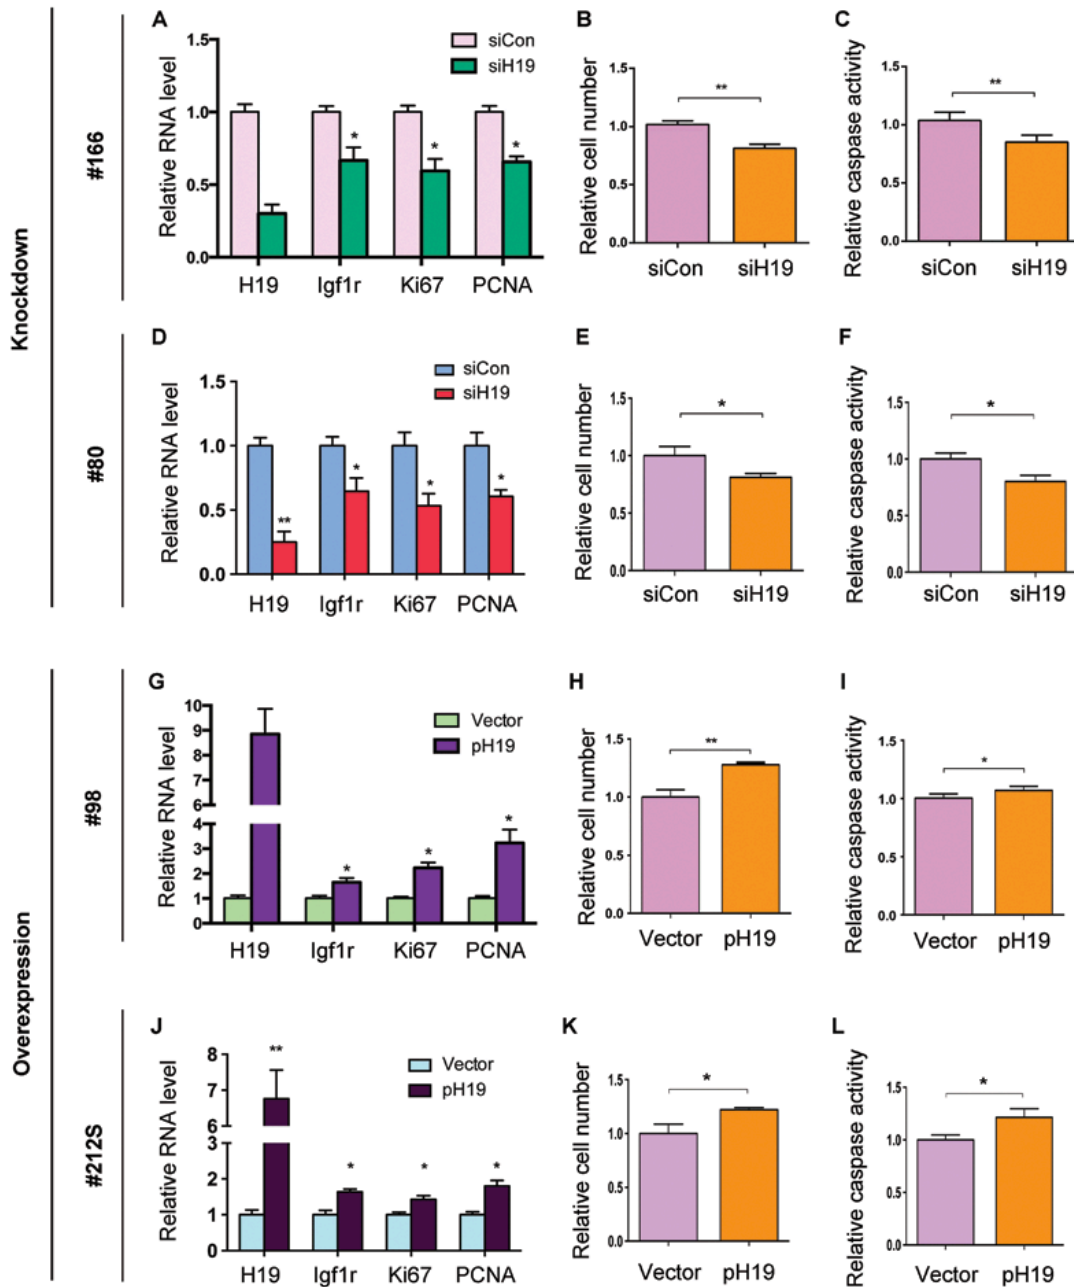 Knockdown
#166
A
Relative RNA level
1.5
1.0
0.5
0.0
siCon
siH19
*
*
*
H19 Igf1r Ki67 PCNA
B
Relative cell number
1.5
1.0
0.5
0.0
**
siCon siH19
C
Relative caspase activity
1.5
1.0
0.5
0.0
**
siCon siH19
#80
D
Relative RNA level
1.5
1.0
0.5
0.0
siCon
siH19
**
*
*
*
H19 Igf1r Ki67 PCNA
E
Relative cell number
1.5
1.0
0.5
0.0
*
siCon siH19
F
Relative caspase activity
1.5
1.0
0.5
0.0
*
siCon siH19
Overexpression
#98
G
Relative RNA level
10
9
8
7
6
4
3
2
1
0
Vector
pH19
*
*
*
H19 Igf1r Ki67 PCNA
H
Relative cell number
1.5
1.0
0.5
0.0
**
Vector pH19
I
Relative caspase activity
1.5
1.0
0.5
0.0
*
Vector pH19
#212S
J
Relative RNA level
8
7
6
3
2
1
0
Vector
pH19
**
*
*
*
H19 Igf1r Ki67 PCNA
K
Relative cell number
1.5
1.0
0.5
0.0
*
Vector pH19
L
Relative caspase activity
1.5
1.0
0.5
0.0
*
Vector pH19